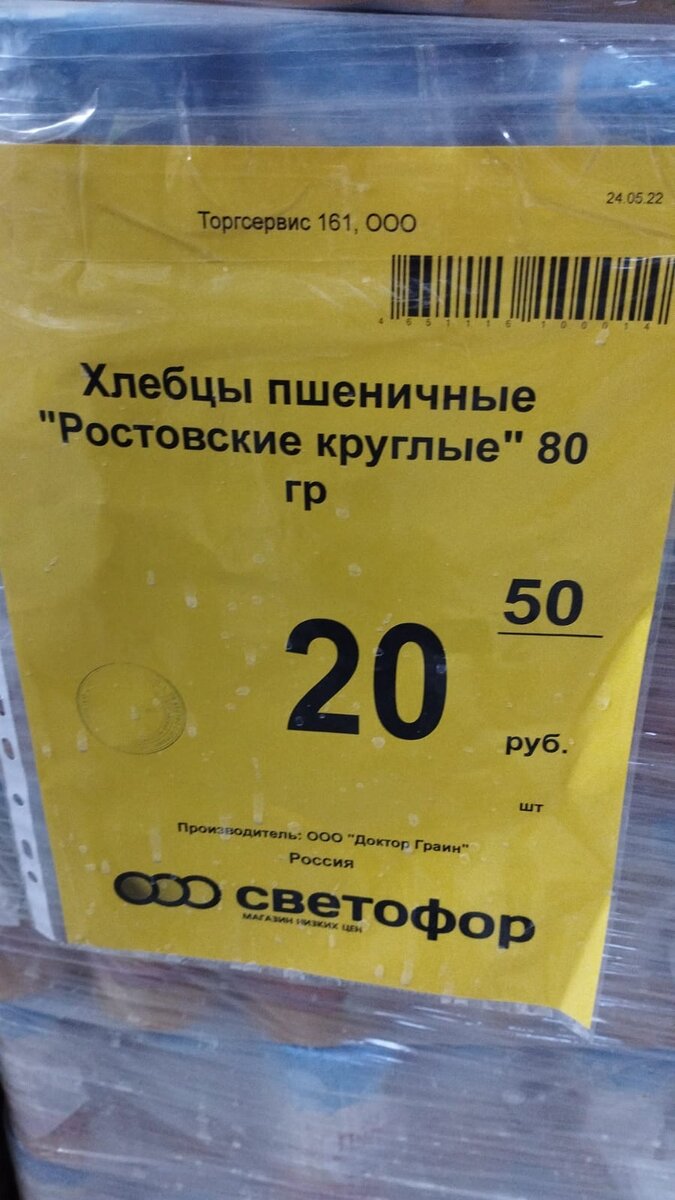 24.05.22
Торгсервис 161, ООО
4651116100014
Хлебцы пшеничные
"Ростовские круглые" 80
гр
20 50
руб.
шт
Производитель: ООО "Доктор Граин"
Россия
светофор
МАГАЗИН НИЗКИХ ЦЕН